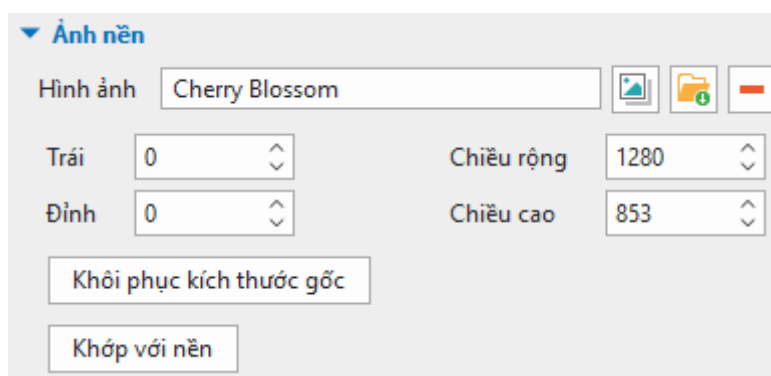 Ảnh nền
Hình ảnh Cherry Blossom
Trái 0 Chiều rộng 1280
Đỉnh 0 Chiều cao 853
Khôi phục kích thước gốc
Khớp với nền